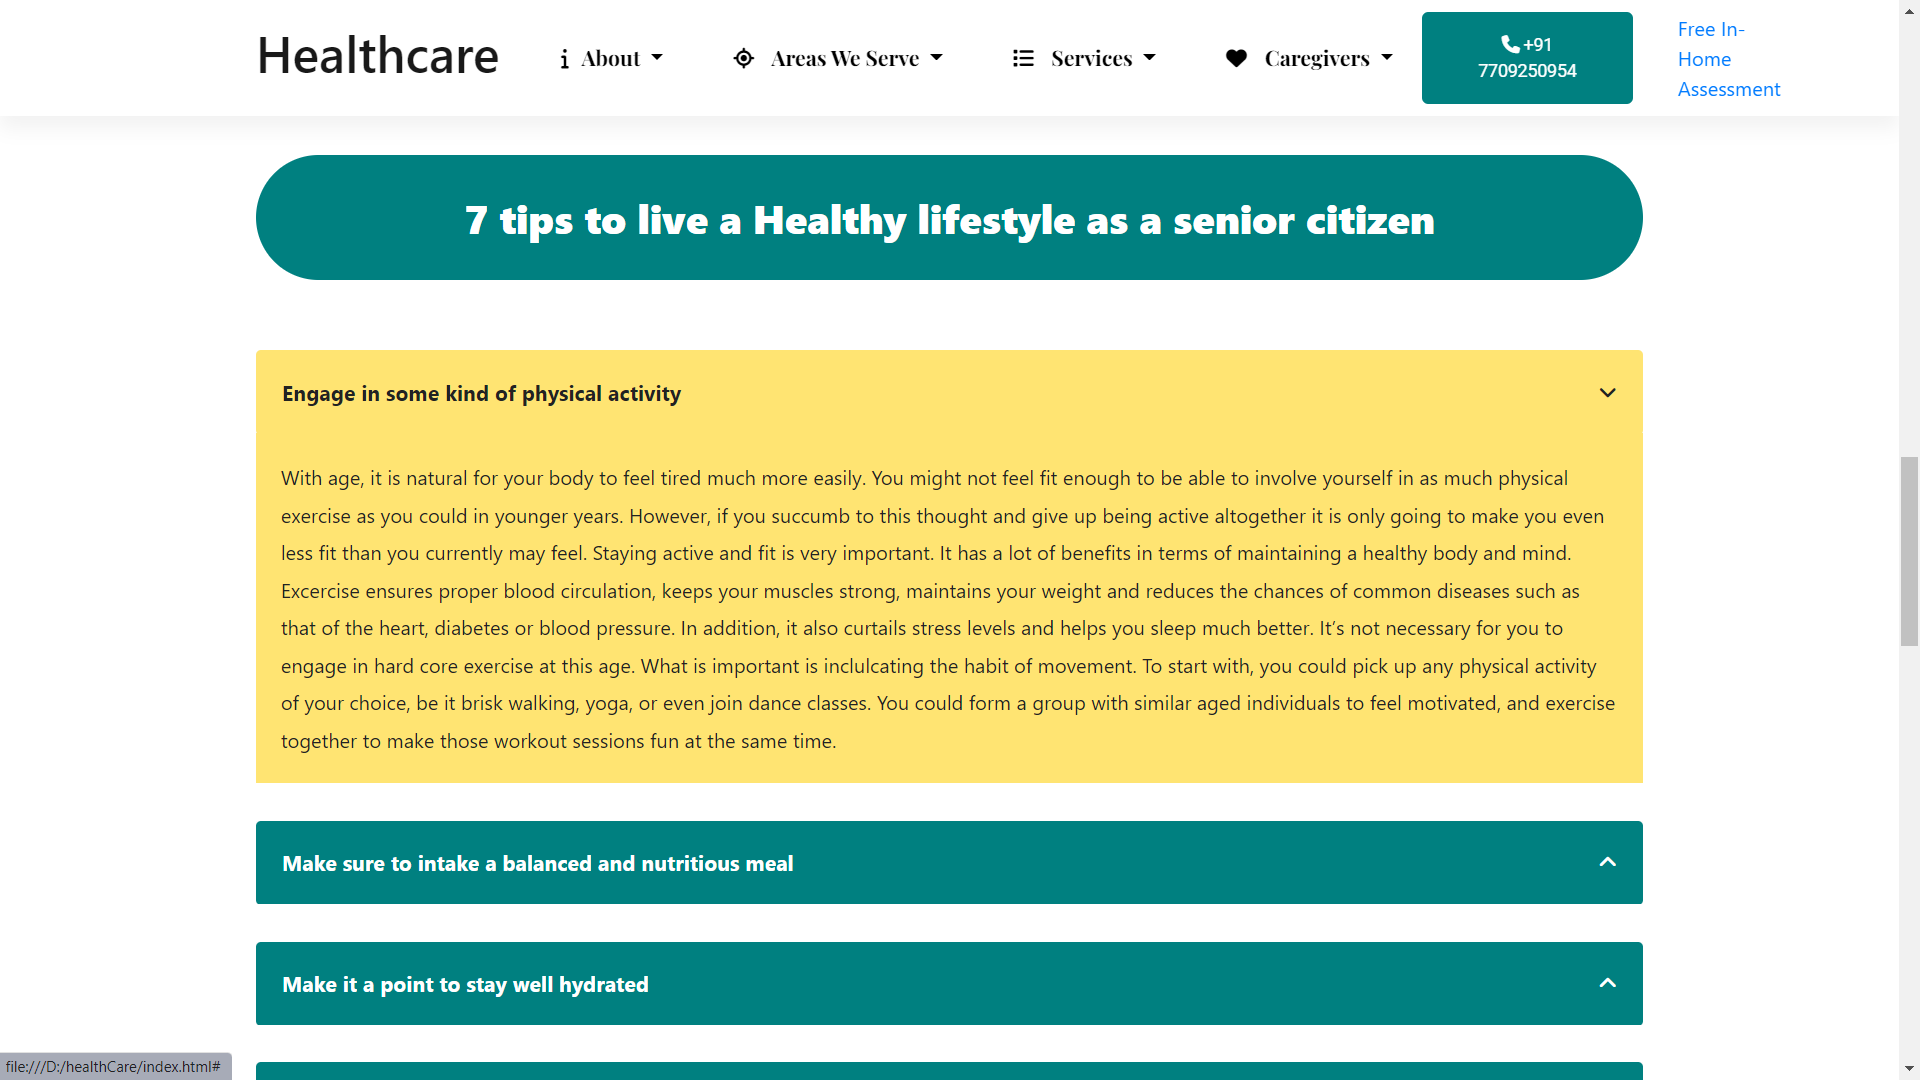 Healthcare
About
Areas We Serve
Services
Caregivers
+91
7709250954
Free In-
Home
Assessment
7 tips to live a Healthy lifestyle as a senior citizen
Engage in some kind of physical activity
With age, it is natural for your body to feel tired much more easily. You might not feel fit enough to be able to involve yourself in as much physical
exercise as you could in younger years. However, if you succumb to this thought and give up being active altogether it is only going to make you even
less fit than you currently may feel. Staying active and fit is very important. It has a lot of benefits in terms of maintaining a healthy body and mind.
Excercise ensures proper blood circulation, keeps your muscles strong, maintains your weight and reduces the chances of common diseases such as
that of the heart, diabetes or blood pressure. In addition, it also curtails stress levels and helps you sleep much better. It’s not necessary for you to
engage in hard core exercise at this age. What is important is inclulcating the habit of movement. To start with, you could pick up any physical activity
of your choice, be it brisk walking, yoga, or even join dance classes. You could form a group with similar aged individuals to feel motivated, and exercise
together to make those workout sessions fun at the same time.
Make sure to intake a balanced and nutritious meal
Make it a point to stay well hydrated
file:///D:/healthCare/index.html#